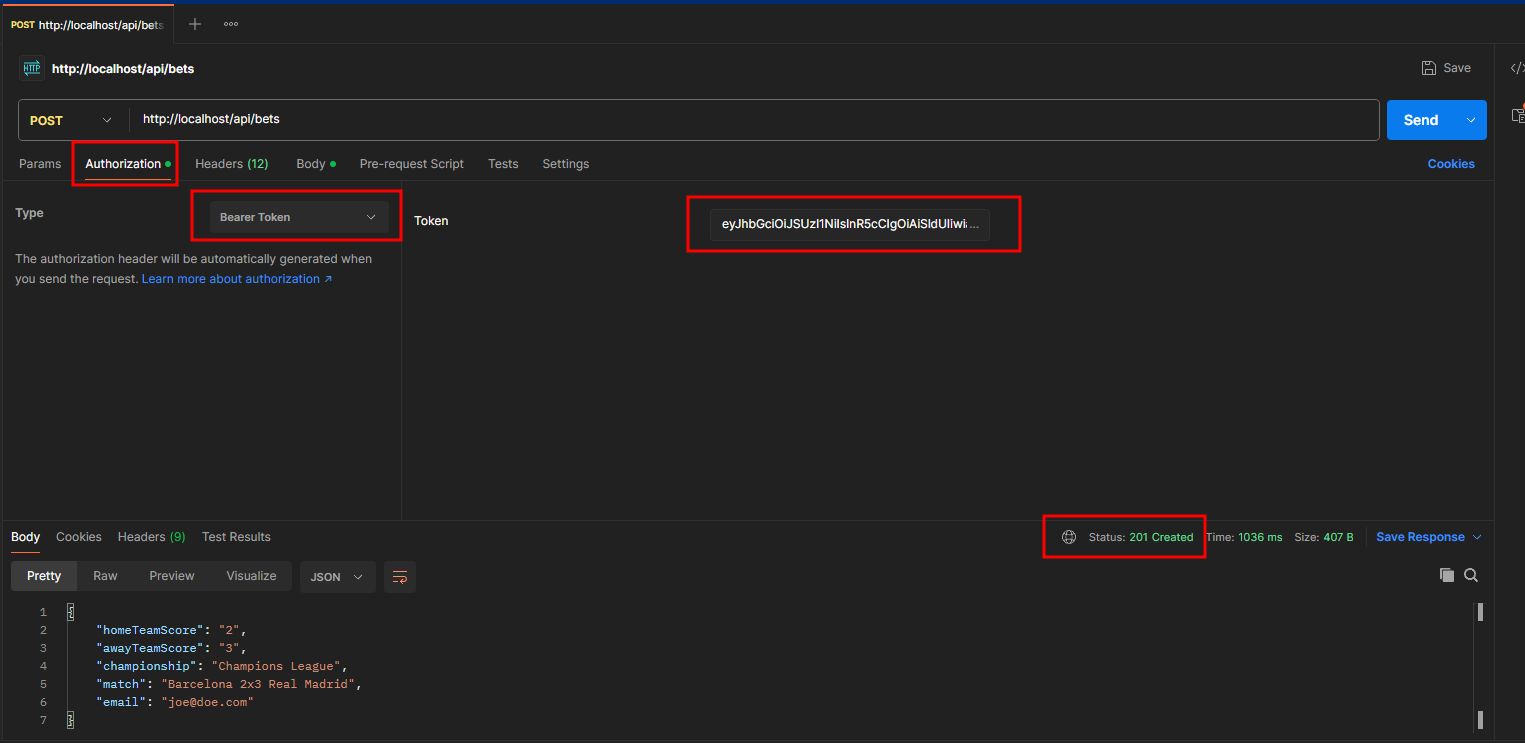 POST http://localhost/api/bets
http://localhost/api/bets
Save
POST
http://localhost/api/bets
Send
Params
Authorization
Headers (12)
Body
Pre-request Script
Tests
Settings
Cookies
Type
Bearer Token
Token
The authorization header will be automatically generated when
you send the request. Learn more about authorization ↗
Body
Cookies
Headers (9)
Test Results
Status: 201 Created
Time: 1036 ms
Size: 407 B
Save Response
Pretty
Raw
Preview
Visualize
JSON
1 {
2 "homeTeamScore": "2",
3 "awayTeamScore": "3",
4 "championship": "Champions League",
5 "match": "Barcelona 2x3 Real Madrid",
6 "email": "joe@doe.com"
7 }